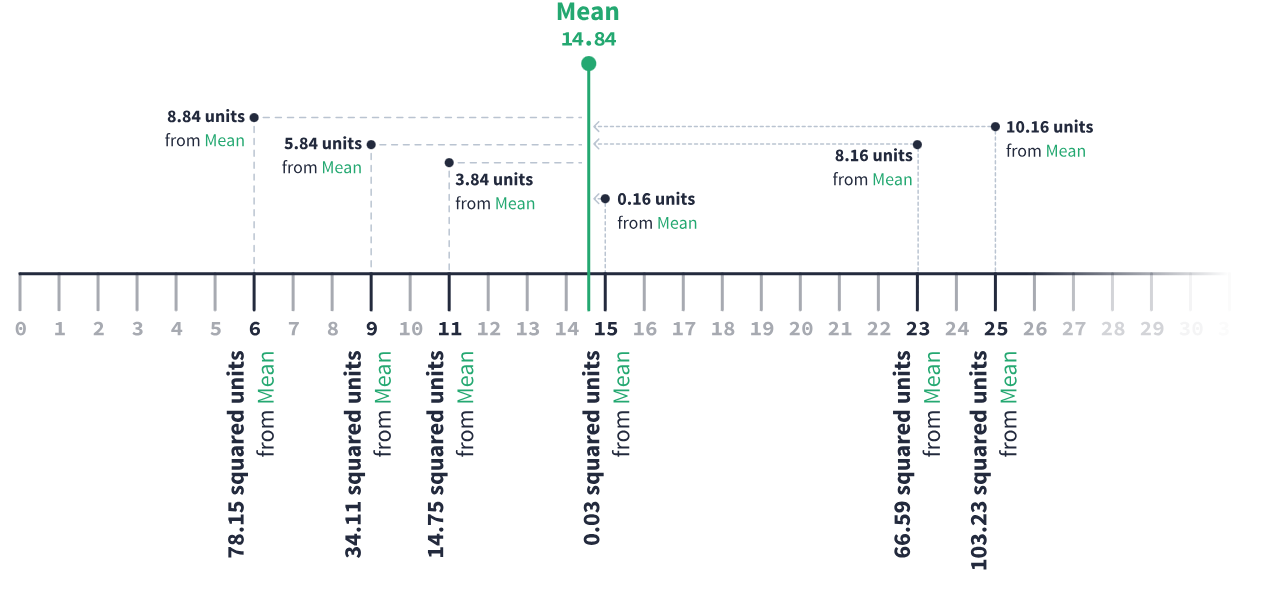 Mean
14.84
8.84 units
from Mean
5.84 units
from Mean
3.84 units
from Mean
0.16 units
from Mean
8.16 units
from Mean
10.16 units
from Mean
0 1 2 3 4 5 6 7 8 9 10 11 12 13 14 15 16 17 18 19 20 21 22 23 24 25 26 27 28 29 30
78.15 squared units
from Mean
34.11 squared units
from Mean
14.75 squared units
from Mean
0.03 squared units
from Mean
66.59 squared units
from Mean
103.23 squared units
from Mean